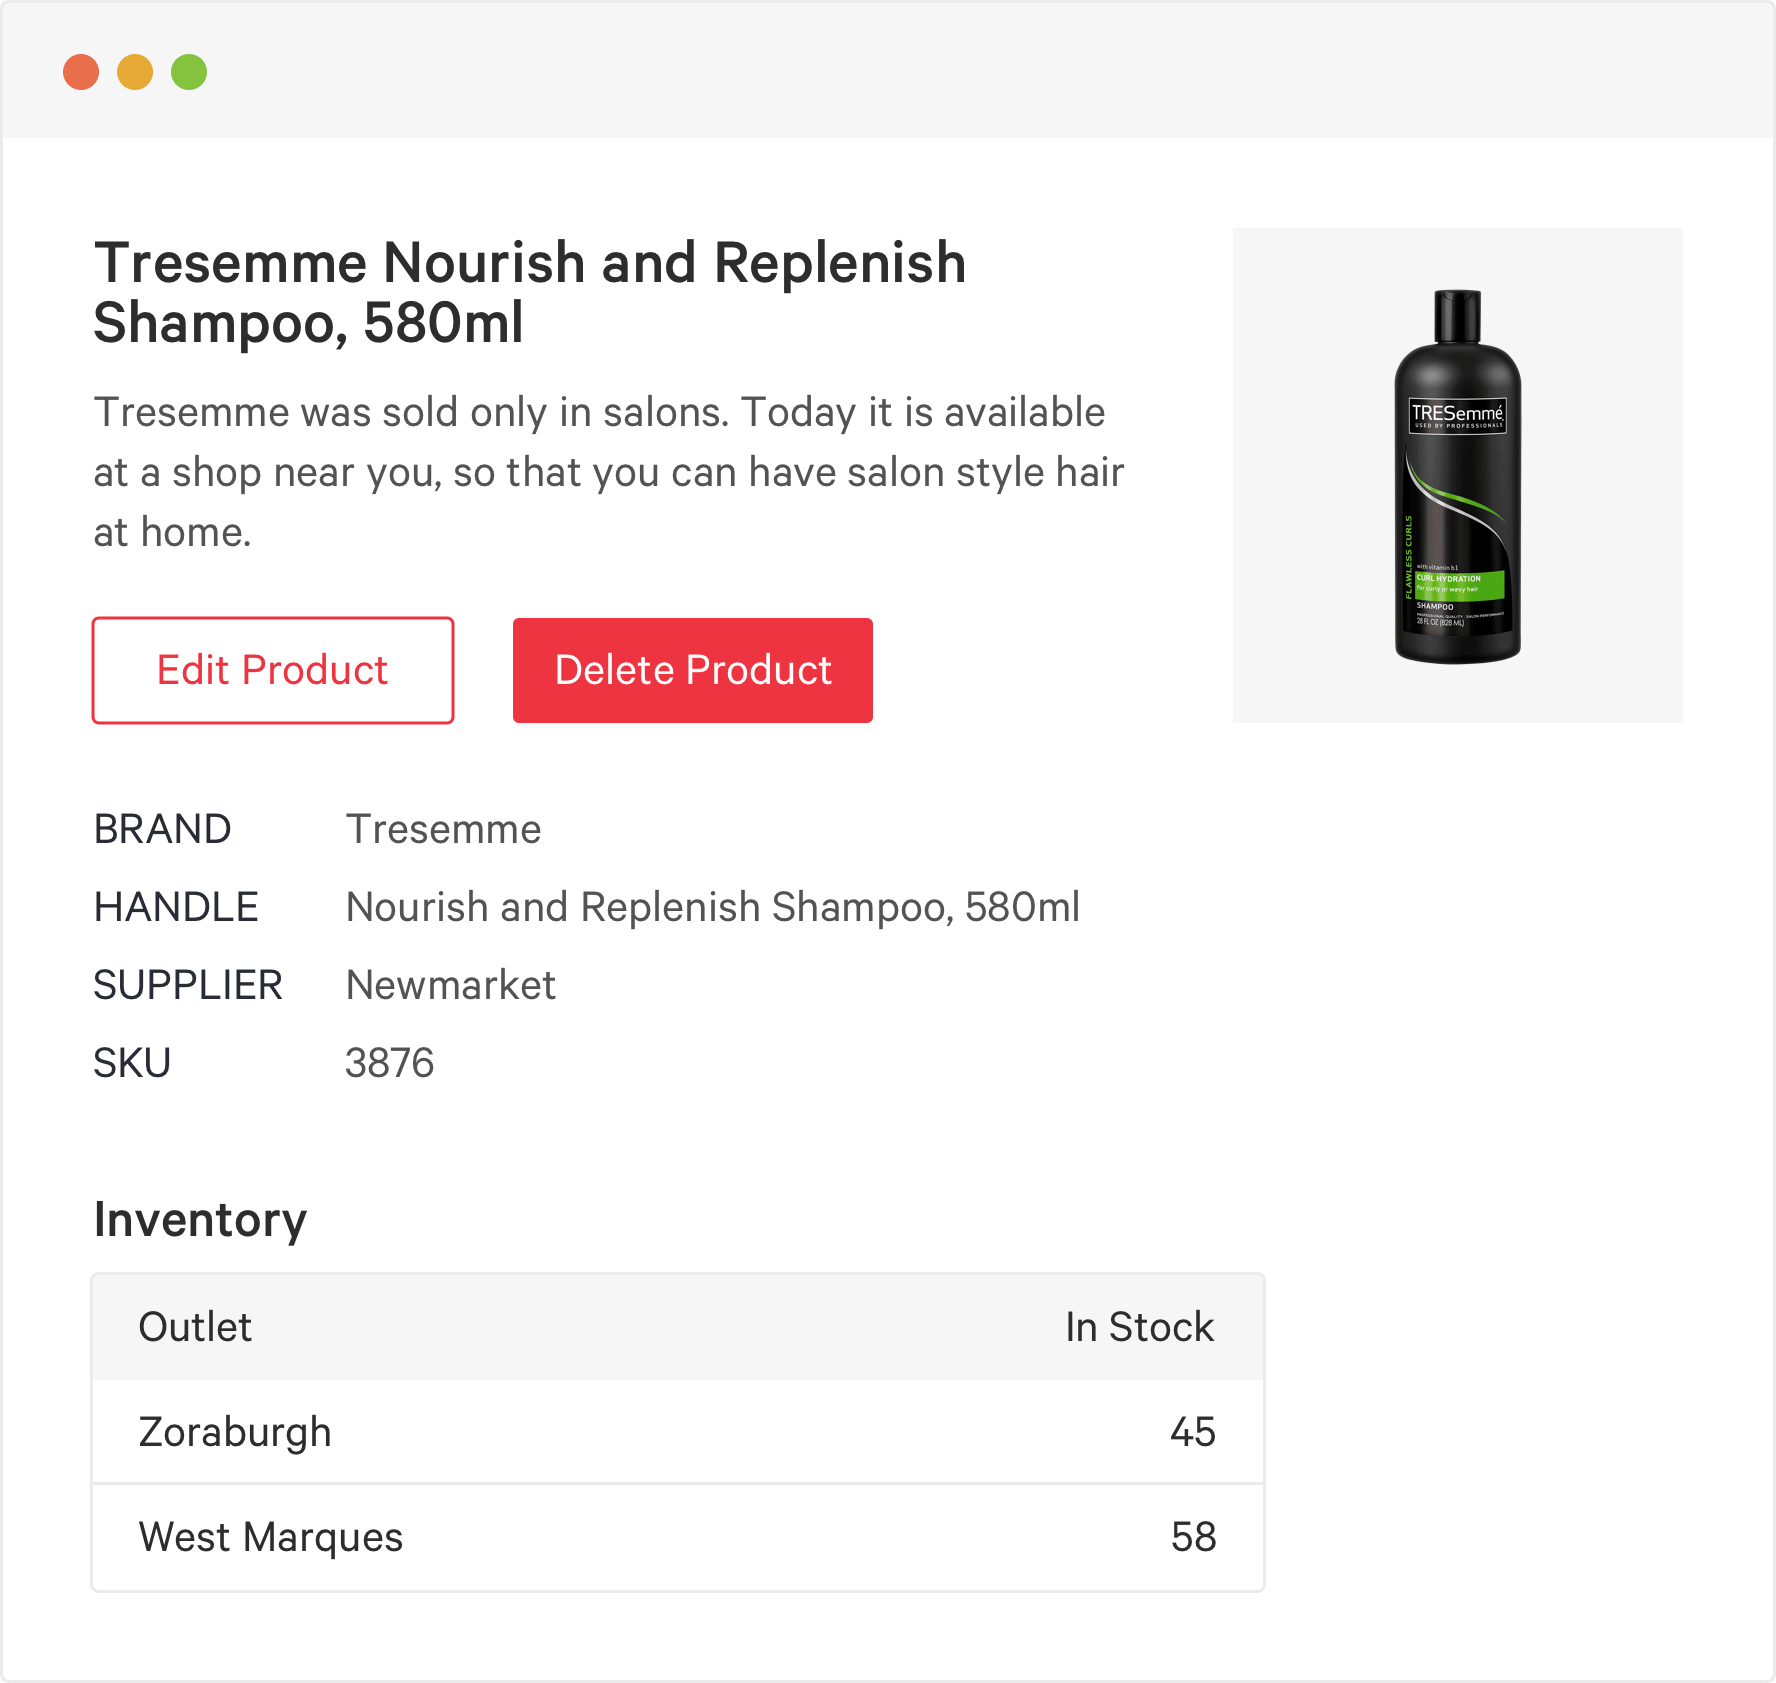 Tresemme Nourish and Replenish
Shampoo, 580ml
Tresemme was sold only in salons. Today it is available
at a shop near you, so that you can have salon style hair
at home.
Edit Product
Delete Product
TRESemmé
USED BY PROFESSIONALS
FLAWLESS CURLS
with vitamin b1
CURL HYDRATION
for curly or wavy hair
SHAMPOO
PROFESSIONAL QUALITY · SALON PERFORMANCE
28 FL OZ (828 ML)
BRAND Tresemme
HANDLE Nourish and Replenish Shampoo, 580ml
SUPPLIER Newmarket
SKU 3876
Inventory
Outlet In Stock
Zoraburgh 45
West Marques 58